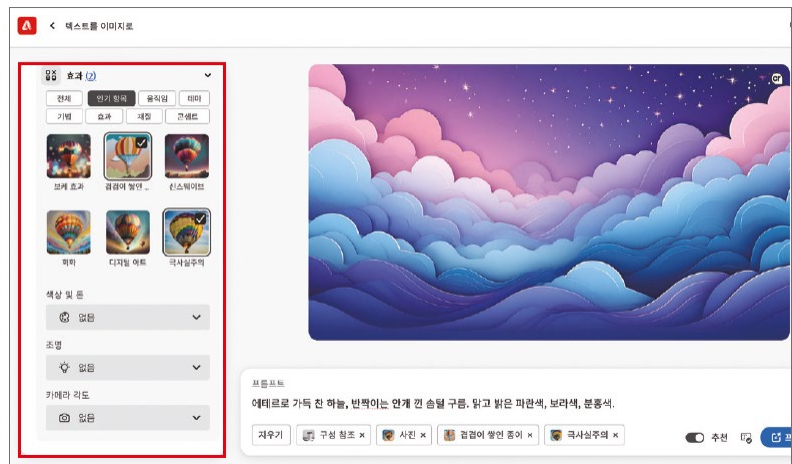 텍스트를 이미지로
효과 (2)
전체 인기 항목 움직임 테마
기법 효과 재질 콘셉트
보케 효과 겹겹이 쌓인 .. 신스웨이브
회화 디지털 아트 극사실주의
색상 및 톤
없음
조명
없음
카메라 각도
없음
프롬프트
에테르로 가득 찬 하늘, 반짝이는 안개 낀 솜털 구름. 맑고 밝은 파란색, 보라색, 분홍색.
지우기 구성 참조 × 사진 × 겹겹이 쌓인 종이 × 극사실주의 × 추천